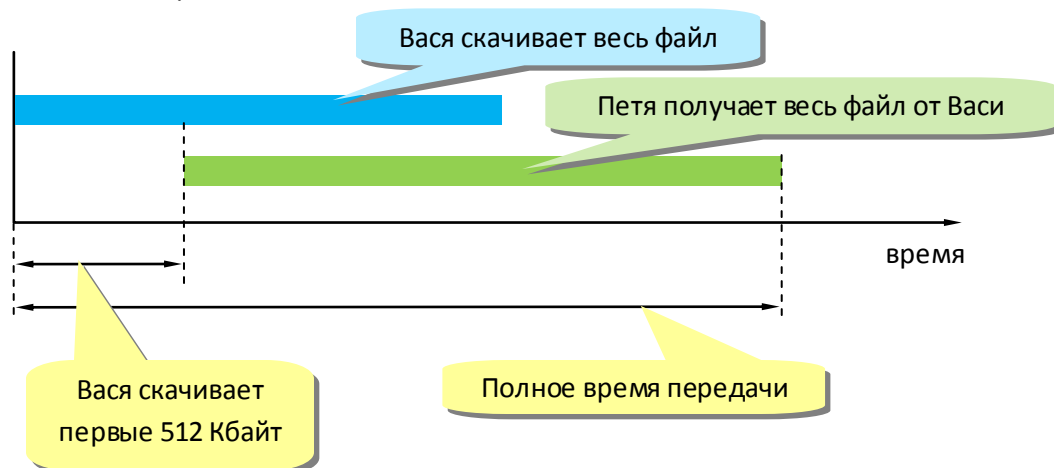 Вася скачивает весь файл
Петя получает весь файл от Васи
время
Вася скачивает
первые 512 Кбайт
Полное время передачи